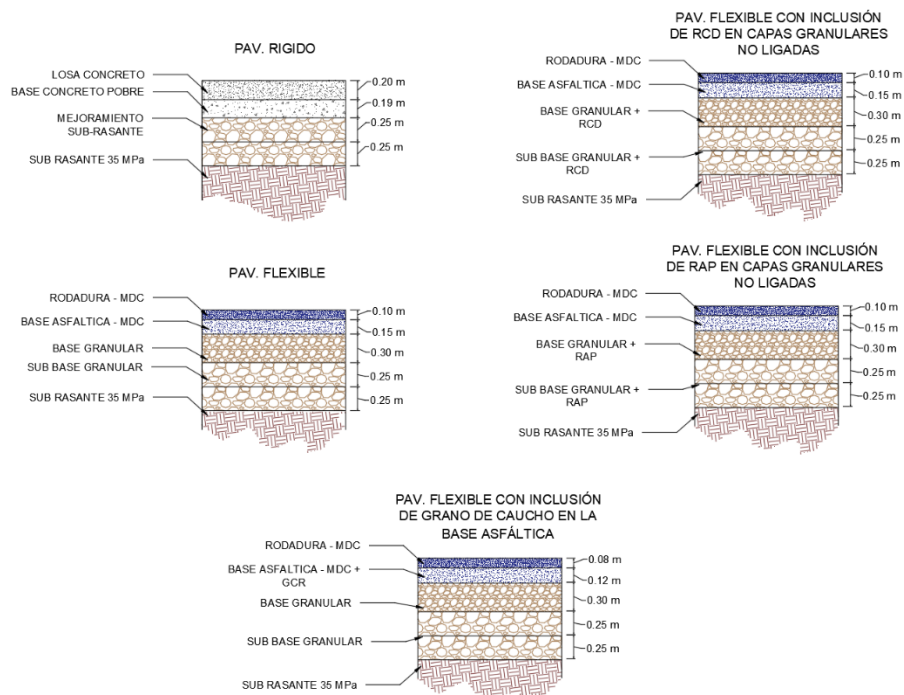 PAV. RIGIDO
LOSA CONCRETO
BASE CONCRETO POBRE
MEJORAMIENTO
SUB-RASANTE
SUB RASANTE 35 MPa
0.20 m
0.19 m
0.25 m
0.25 m
PAV. FLEXIBLE CON INCLUSIÓN
DE RCD EN CAPAS GRANULARES
NO LIGADAS
RODADURA - MDC
BASE ASFALTICA - MDC
BASE GRANULAR +
RCD
SUB BASE GRANULAR +
RCD
SUB RASANTE 35 MPa
0.10 m
0.15 m
0.30 m
0.25 m
0.25 m
PAV. FLEXIBLE
RODADURA - MDC
BASE ASFALTICA - MDC
BASE GRANULAR
SUB BASE GRANULAR
SUB RASANTE 35 MPa
0.10 m
0.15 m
0.30 m
0.25 m
0.25 m
PAV. FLEXIBLE CON INCLUSIÓN
DE RAP EN CAPAS GRANULARES
NO LIGADAS
RODADURA - MDC
BASE ASFALTICA - MDC
BASE GRANULAR +
RAP
SUB BASE GRANULAR +
RAP
SUB RASANTE 35 MPa
0.10 m
0.15 m
0.30 m
0.25 m
0.25 m
PAV. FLEXIBLE CON INCLUSIÓN
DE GRANO DE CAUCHO EN LA
BASE ASFÁLTICA
RODADURA - MDC
BASE ASFALTICA - MDC +
GCR
BASE GRANULAR
SUB BASE GRANULAR
SUB RASANTE 35 MPa
0.08 m
0.12 m
0.30 m
0.25 m
0.25 m